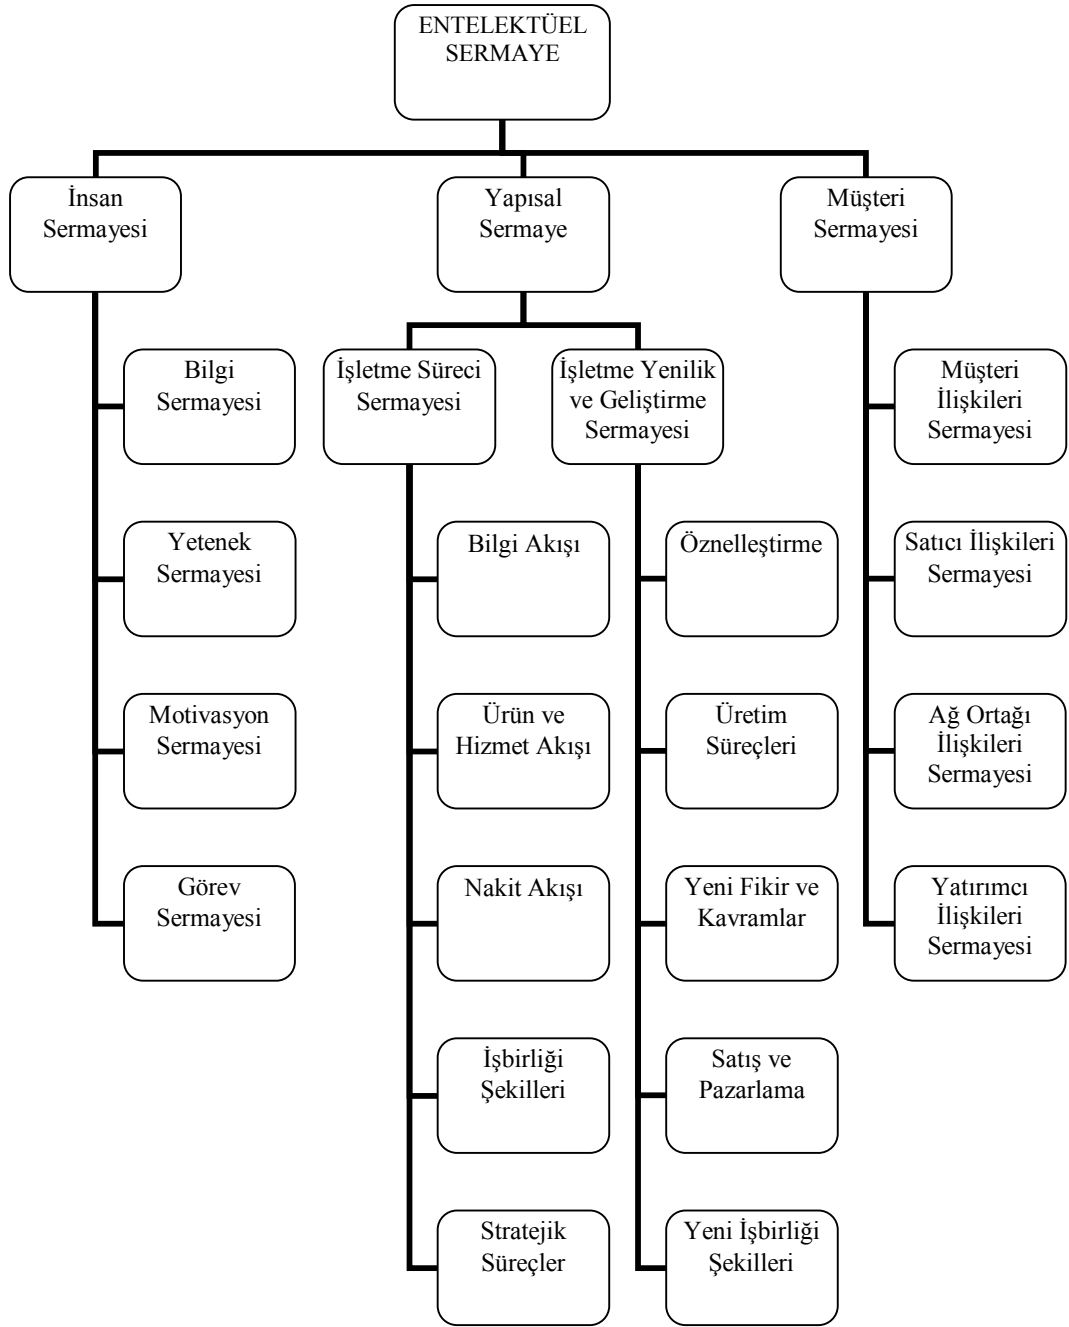 ENTELEKTÜEL
SERMAYE
İnsan
Sermayesi
Yapısal
Sermaye
Müşteri
Sermayesi
Bilgi
Sermayesi
Yetenek
Sermayesi
Motivasyon
Sermayesi
Görev
Sermayesi
İşletme Süreci
Sermayesi
Bilgi Akışı
Ürün ve
Hizmet Akışı
Nakit Akışı
İşbirliği
Şekilleri
Stratejik
Süreçler
İşletme Yenilik
ve Geliştirme
Sermayesi
Öznelleştirme
Üretim
Süreçleri
Yeni Fikir ve
Kavramlar
Satış ve
Pazarlama
Yeni İşbirliği
Şekilleri
Müşteri
İlişkileri
Sermayesi
Satıcı İlişkileri
Sermayesi
Ağ Ortağı
İlişkileri
Sermayesi
Yatırımcı
İlişkileri
Sermayesi